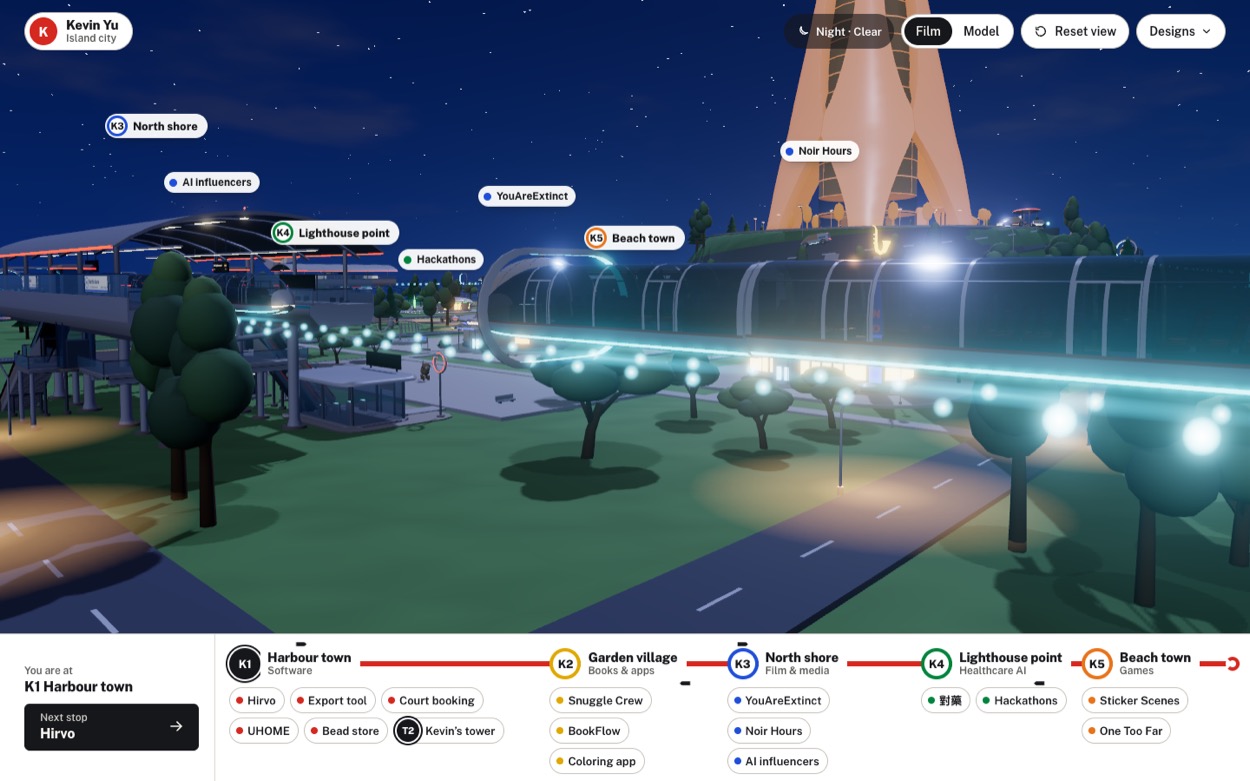 K
Kevin Yu
Island city
Night · Clear
Film
Model
Reset view
Designs
K3 North shore
Noir Hours
AI influencers
YouAreExtinct
K4 Lighthouse point
K5 Beach town
Hackathons
You are at
K1 Harbour town
Next stop
Hirvo
K1 Harbour town
Software
Hirvo
Export tool
Court booking
UHOME
Bead store
T2 Kevin's tower
K2 Garden village
Books & apps
Snuggle Crew
BookFlow
Coloring app
K3 North shore
Film & media
YouAreExtinct
Noir Hours
AI influencers
K4 Lighthouse point
Healthcare AI
對藥
Hackathons
K5 Beach town
Games
Sticker Scenes
One Too Far